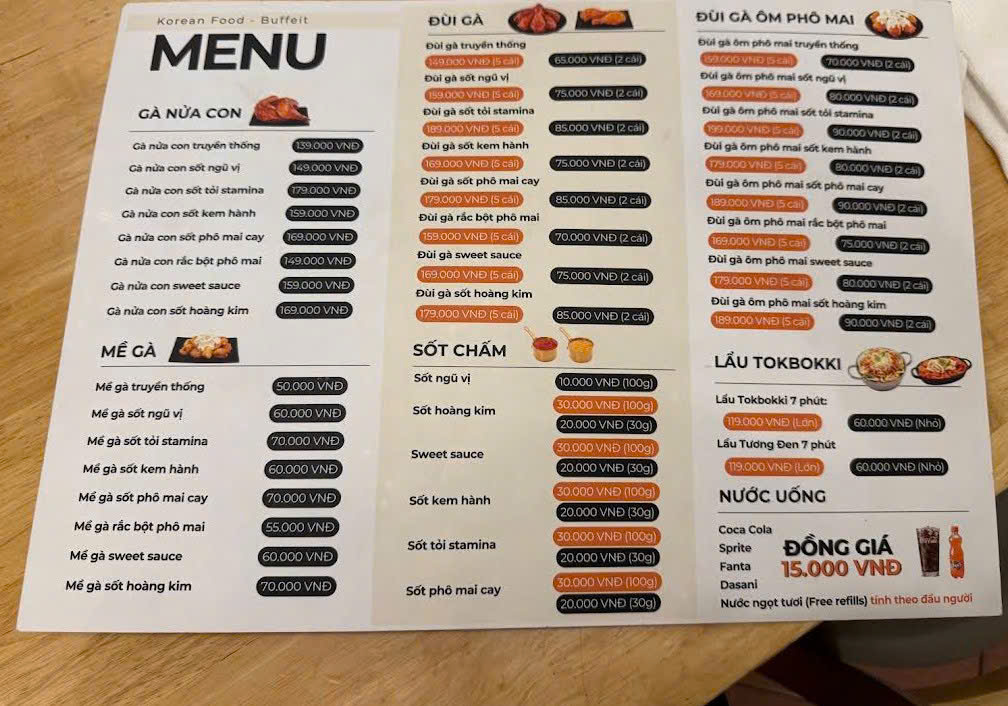 Korean Food - Buffeit
MENU
GÀ NỬA CON
Gà nửa con truyền thống 139.000 VNĐ
Gà nửa con sốt ngũ vị 149.000 VNĐ
Gà nửa con sốt tỏi stamina 179.000 VNĐ
Gà nửa con sốt kem hành 159.000 VNĐ
Gà nửa con sốt phô mai cay 169.000 VNĐ
Gà nửa con rắc bột phô mai 149.000 VNĐ
Gà nửa con sweet sauce 159.000 VNĐ
Gà nửa con sốt hoàng kim 169.000 VNĐ
MỀ GÀ
Mề gà truyền thống 50.000 VNĐ
Mề gà sốt ngũ vị 60.000 VNĐ
Mề gà sốt tỏi stamina 70.000 VNĐ
Mề gà sốt kem hành 60.000 VNĐ
Mề gà sốt phô mai cay 70.000 VNĐ
Mề gà rắc bột phô mai 55.000 VNĐ
Mề gà sweet sauce 60.000 VNĐ
Mề gà sốt hoàng kim 70.000 VNĐ
ĐÙI GÀ
Đùi gà truyền thống
149.000 VNĐ (5 cái) 65.000 VNĐ (2 cái)
Đùi gà sốt ngũ vị
159.000 VNĐ (5 cái) 75.000 VNĐ (2 cái)
Đùi gà sốt tỏi stamina
189.000 VNĐ (5 cái) 85.000 VNĐ (2 cái)
Đùi gà sốt kem hành
169.000 VNĐ (5 cái) 75.000 VNĐ (2 cái)
Đùi gà sốt phô mai cay
179.000 VNĐ (5 cái) 85.000 VNĐ (2 cái)
Đùi gà rắc bột phô mai
159.000 VNĐ (5 cái) 70.000 VNĐ (2 cái)
Đùi gà sweet sauce
169.000 VNĐ (5 cái) 75.000 VNĐ (2 cái)
Đùi gà sốt hoàng kim
179.000 VNĐ (5 cái) 85.000 VNĐ (2 cái)
SỐT CHẤM
Sốt ngũ vị 10.000 VNĐ (100g)
Sốt hoàng kim 30.000 VNĐ (100g)
20.000 VNĐ (30g)
Sweet sauce 30.000 VNĐ (100g)
20.000 VNĐ (30g)
Sốt kem hành 30.000 VNĐ (100g)
20.000 VNĐ (30g)
Sốt tỏi stamina 30.000 VNĐ (100g)
20.000 VNĐ (30g)
Sốt phô mai cay 30.000 VNĐ (100g)
20.000 VNĐ (30g)
ĐÙI GÀ ÔM PHÔ MAI
Đùi gà ôm phô mai truyền thống
159.000 VNĐ (5 cái) 70.000 VNĐ (2 cái)
Đùi gà ôm phô mai sốt ngũ vị
169.000 VNĐ (5 cái) 80.000 VNĐ (2 cái)
Đùi gà ôm phô mai sốt tỏi stamina
199.000 VNĐ (5 cái) 90.000 VNĐ (2 cái)
Đùi gà ôm phô mai sốt kem hành
179.000 VNĐ (5 cái) 80.000 VNĐ (2 cái)
Đùi gà ôm phô mai sốt phô mai cay
189.000 VNĐ (5 cái) 90.000 VNĐ (2 cái)
Đùi gà ôm phô mai rắc bột phô mai
169.000 VNĐ (5 cái) 75.000 VNĐ (2 cái)
Đùi gà ôm phô mai sweet sauce
179.000 VNĐ (5 cái) 80.000 VNĐ (2 cái)
Đùi gà ôm phô mai sốt hoàng kim
189.000 VNĐ (5 cái) 90.000 VNĐ (2 cái)
LẨU TOKBOKKI
Lẩu Tokbokki 7 phút:
119.000 VNĐ (Lớn) 60.000 VNĐ (Nhỏ)
Lẩu Tương Đen 7 phút
119.000 VNĐ (Lớn) 60.000 VNĐ (Nhỏ)
NƯỚC UỐNG
Coca Cola
Sprite
Fanta
Dasani
ĐỒNG GIÁ
15.000 VNĐ
Nước ngọt tươi (Free refills) tính theo đầu người